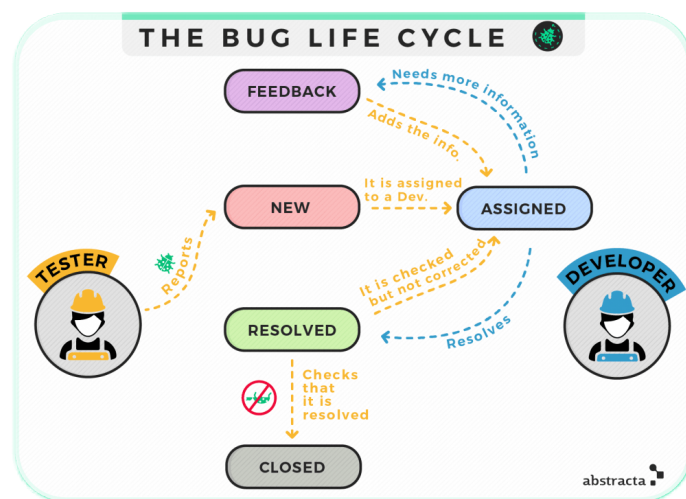 THE BUG LIFE CYCLE
FEEDBACK
Needs more information
Adds the info.
NEW
It is assigned
to a Dev.
ASSIGNED
TESTER
Reports
It is checked
but not corrected
DEVELOPER
RESOLVED
Resolves
Checks
that
it is
resolved
CLOSED
abstracta